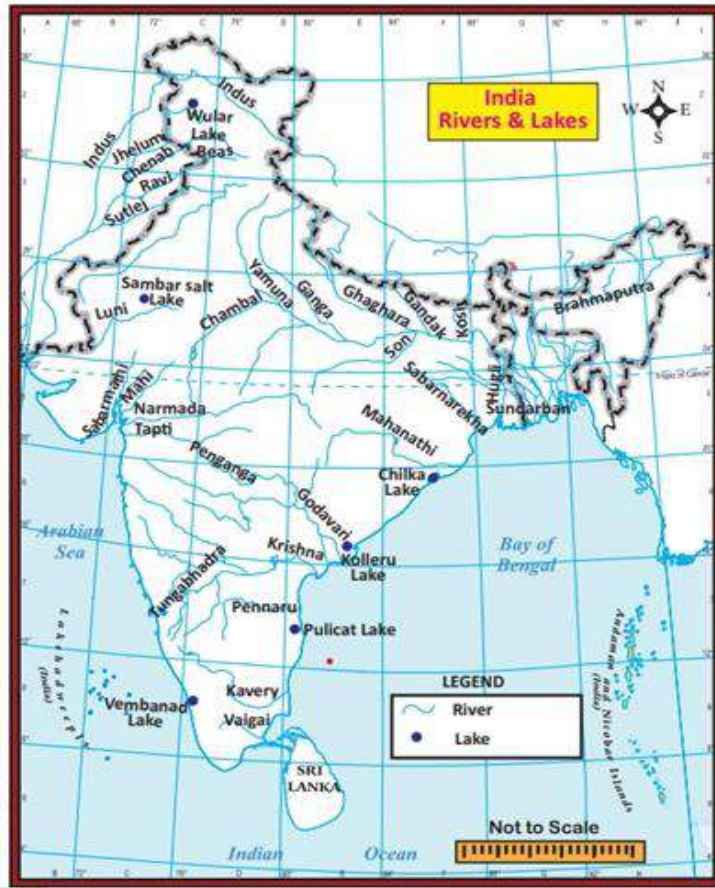 India
Rivers & Lakes
N
W E
S
Indus
Wular
Lake
Beas
Indus
Jhelum
Chenab
Ravi
Sutlej
Sambar salt
Lake
Luni
Chambal
Yamuna
Ganga
Ghaghara
Gandak
Kosh
Son
Brahmaputra
Sabarmathi
Mahi
Narmada
Tapti
Sabarnarekha
Hugli
Sundarban
Mahanathi
Chilka
Lake
Penganga
Godavari
Arabian
Sea
Krishna
Kolleru
Lake
Bay of
Bengal
Tungabhadra
Pennaru
Pulicat Lake
Kavery
Vembanad
Lake
Vaigai
(India)
Andaman and Nicobar Islands
(India)
LEGEND
River
Lake
SRI
LANKA
Not to Scale
Indian Ocean